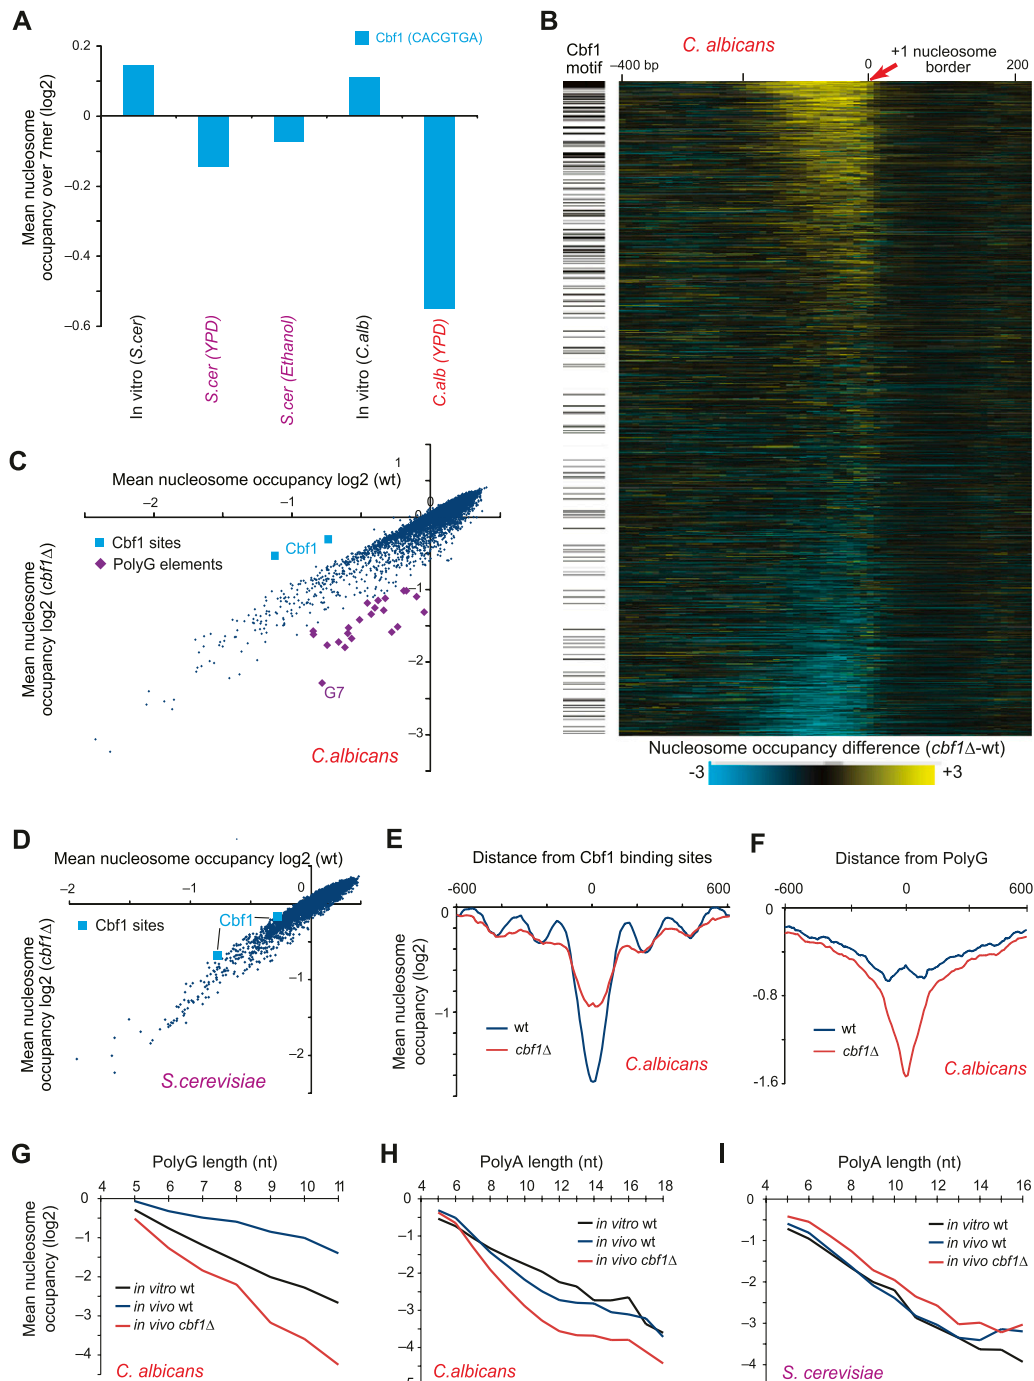 A
Cbf1 (CACGTGA)
Mean nucleosome
occupancy over 7mer (log2)
0.2
0
−0.2
−0.4
−0.6
In vitro (S.cer)
S.cer (YPD)
S.cer (Ethanol)
In vitro (C.alb)
C.alb (YPD)
B
Cbf1
motif
C. albicans
+1 nucleosome
border
−400 bp
0
200
Nucleosome occupancy difference (cbf1Δ-wt)
-3
+3
C
Mean nucleosome occupancy log2 (wt)
Mean nucleosome
occupancy log2 (cbf1Δ)
−2
−1
0
1
0
−1
−2
−3
Cbf1 sites
PolyG elements
Cbf1
G7
C.albicans
D
Mean nucleosome occupancy log2 (wt)
Mean nucleosome
occupancy log2 (cbf1Δ)
−2
−1
0
−1
−2
Cbf1 sites
Cbf1
S.cerevisiae
E
Distance from Cbf1 binding sites
-600
0
600
Mean nucleosome
occupancy (log2)
0
−1
wt
cbf1Δ
C.albicans
F
Distance from PolyG
-600
0
600
0
-0.8
-1.6
wt
cbf1Δ
C.albicans
G
PolyG length (nt)
4 5 6 7 8 9 10 11
Mean nucleosome
occupancy (log2)
0
−1
−2
−3
−4
in vitro wt
in vivo wt
in vivo cbf1Δ
C. albicans
H
PolyA length (nt)
4 6 8 10 12 14 16 18
0
−1
−2
−3
−4
in vitro wt
in vivo wt
in vivo cbf1Δ
C.albicans
I
PolyA length (nt)
4 6 8 10 12 14 16
0
−1
−2
−3
−4
in vitro wt
in vivo wt
in vivo cbf1Δ
S. cerevisiae